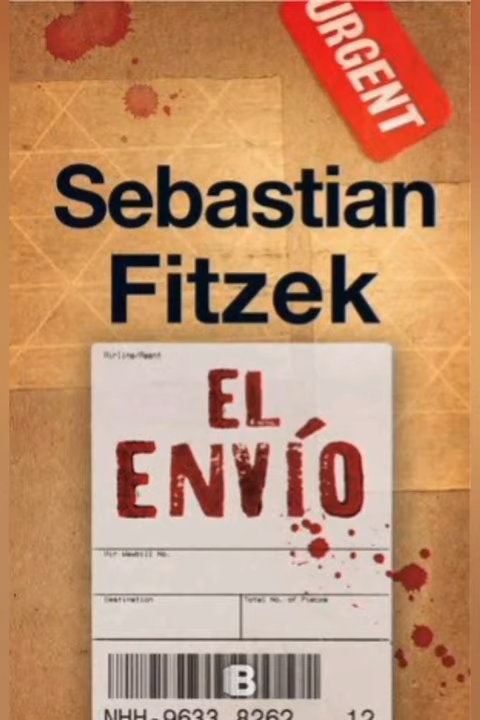 URGENT
Sebastian
Fitzek
Airline/Agent
EL
ENVÍO
Air Waybill No.
Destination
Total No. of Pieces
B
NHH-9633 8262 12